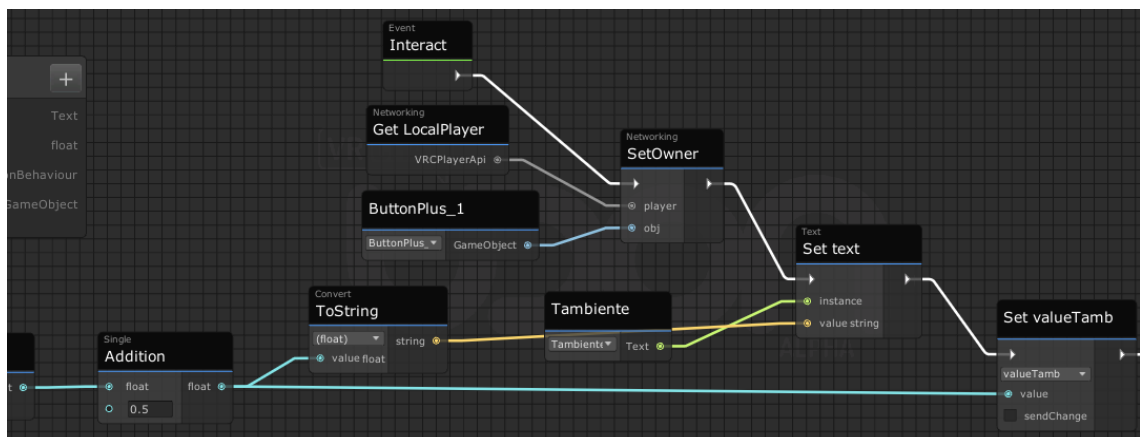 Event
Interact
+
Text
float
onBehaviour
GameObject
Networking
Get LocalPlayer
VRCPlayerApi
Networking
SetOwner
player
obj
ButtonPlus_1
ButtonPlus_ GameObject
Text
Set text
instance
value string
Convert
ToString
(float) string
value float
Tambiente
Tambiente Text
Single
Addition
float float
0.5
t
Set valueTamb
valueTamb
value
sendChange